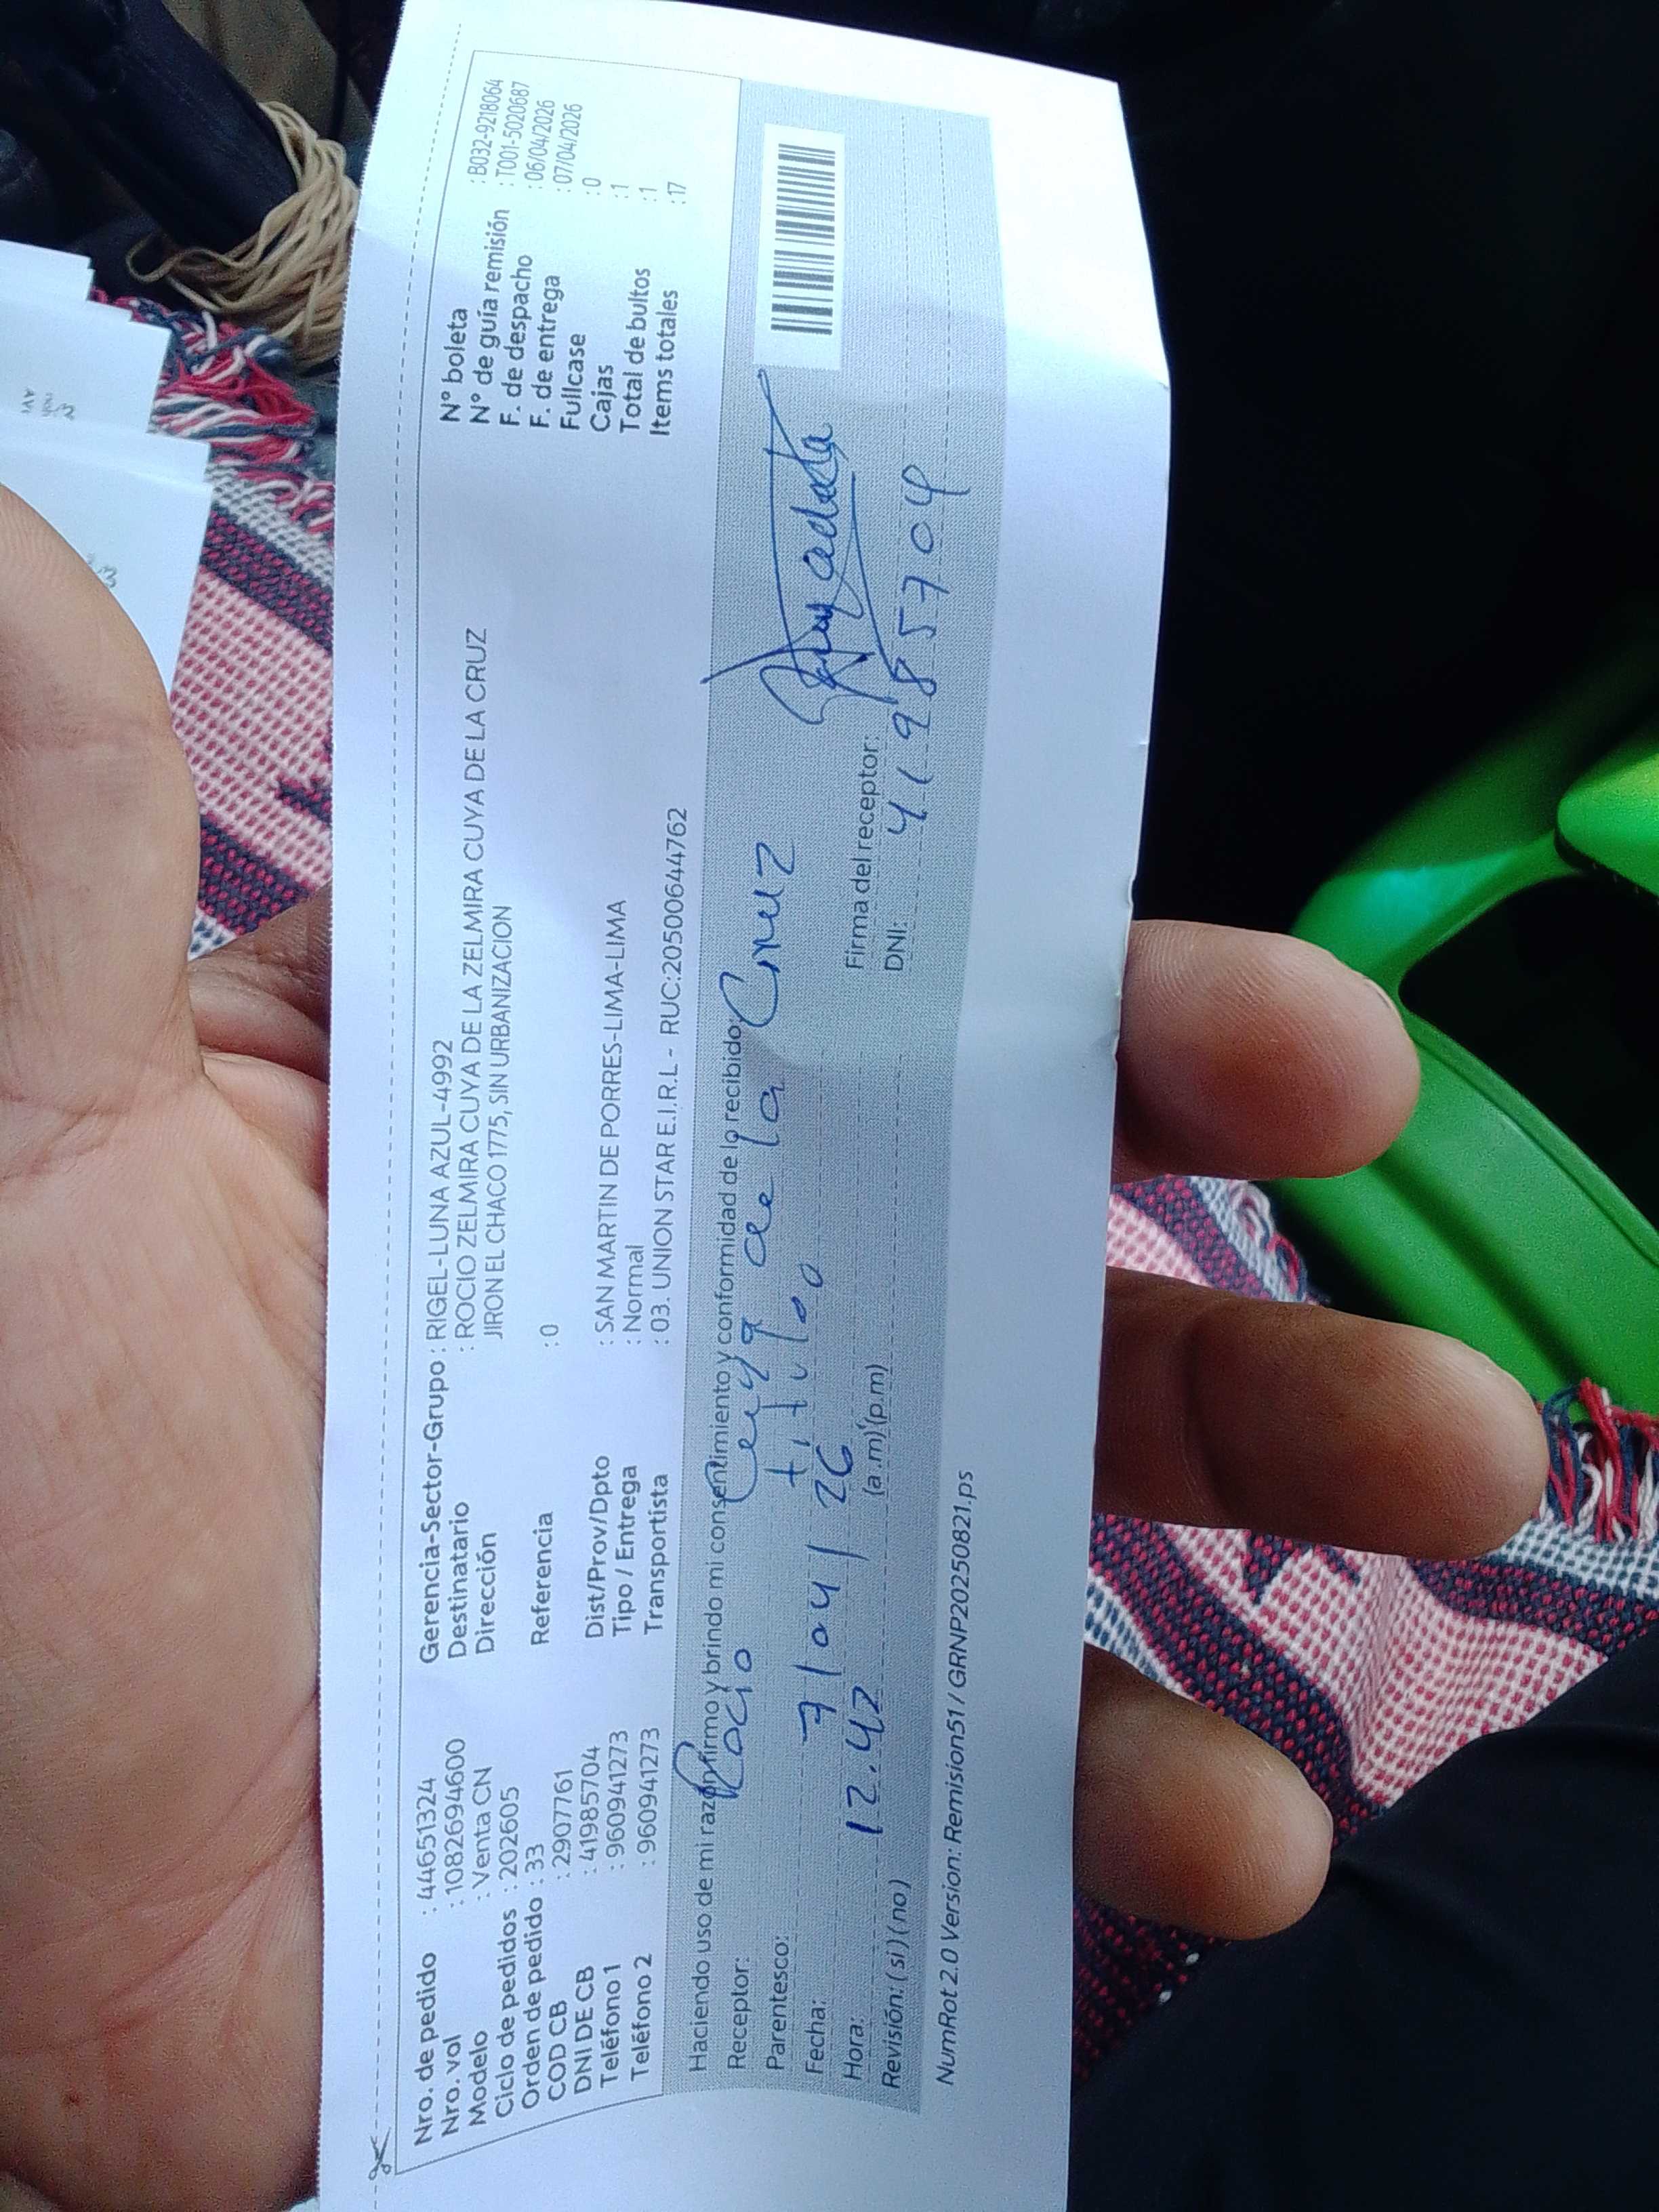 Nro. de pedido : 44651324
Nro. vol : 1082694600
Modelo : Venta CN
Ciclo de pedidos : 202605
Orden de pedido : 33
COD CB : 2907761
DNI DE CB : 41985704
Teléfono 1 : 960941273
Teléfono 2 : 960941273
Gerencia-Sector-Grupo : RIGEL-LUNA AZUL-4992
Destinatario : ROCIO ZELMIRA CUYA DE LA ZELMIRA CUYA DE LA CRUZ
Dirección JIRON EL CHACO 1775, SIN URBANIZACION
Referencia : 0
Dist/Prov/Dpto : SAN MARTIN DE PORRES-LIMA-LIMA
Tipo / Entrega : Normal
Transportista : 03. UNION STAR E.I.R.L - RUC:20500644762
N° boleta : B032-9218064
N° de guía remisión : T001-5020687
F. de despacho : 06/04/2026
F. de entrega : 07/04/2026
Fullcase : 0
Cajas : 1
Total de bultos : 1
Items totales : 17
Haciendo uso de mi razón firmo y brindo mi consentimiento y conformidad de lo recibido:
Receptor: Rocio Cuya de la Cruz
Parentesco: titulo
Fecha: 7/04/26
Hora: 12.42 (a.m) (p.m)
Revisión: (si) (no)
Firma del receptor:
DNI: 41985704
NumRot 2.0 Version: Remision51 / GRNP20250821.ps